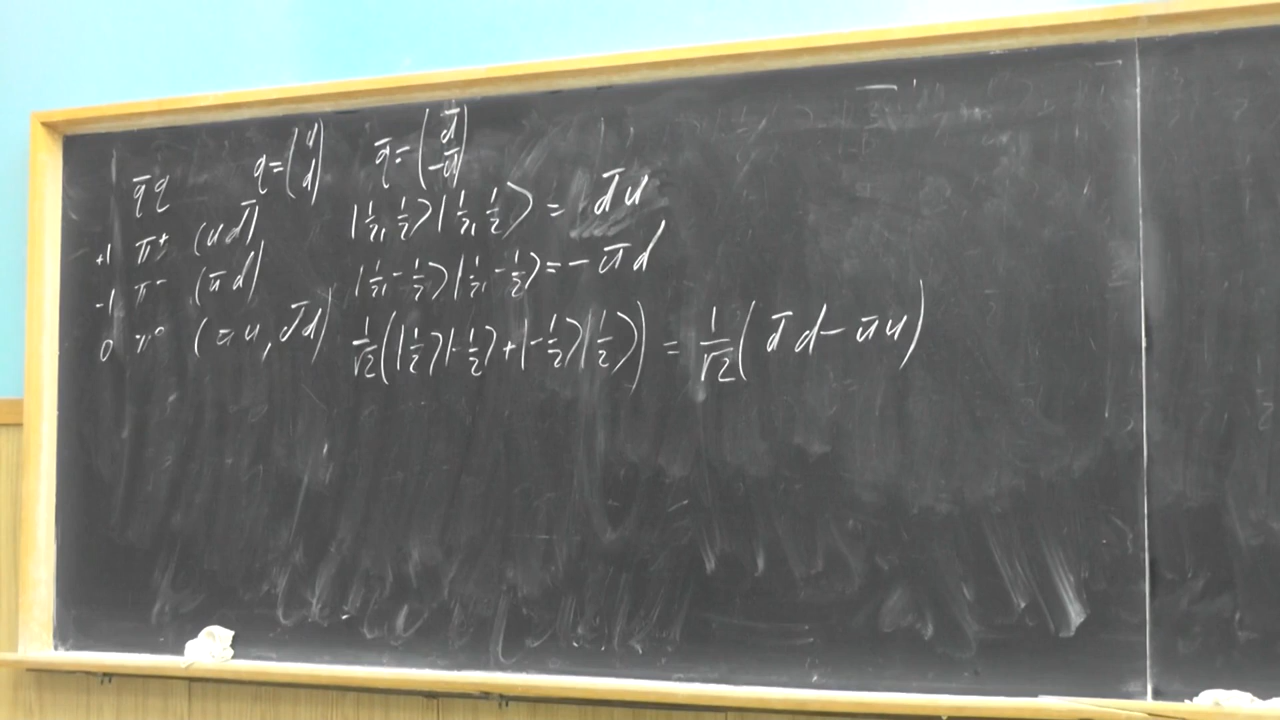 q̄q q=(u d) q̄=(d̄ -ū)
+1 π⁺ (ud̄) |½,½⟩|½,½⟩ = d̄u
-1 π⁻ (ūd) |½,-½⟩|½,-½⟩ = -ūd
0 π⁰ (ūu, d̄d) 1/√2(|½⟩|-½⟩+|-½⟩|½⟩) = 1/√2(d̄d-ūu)